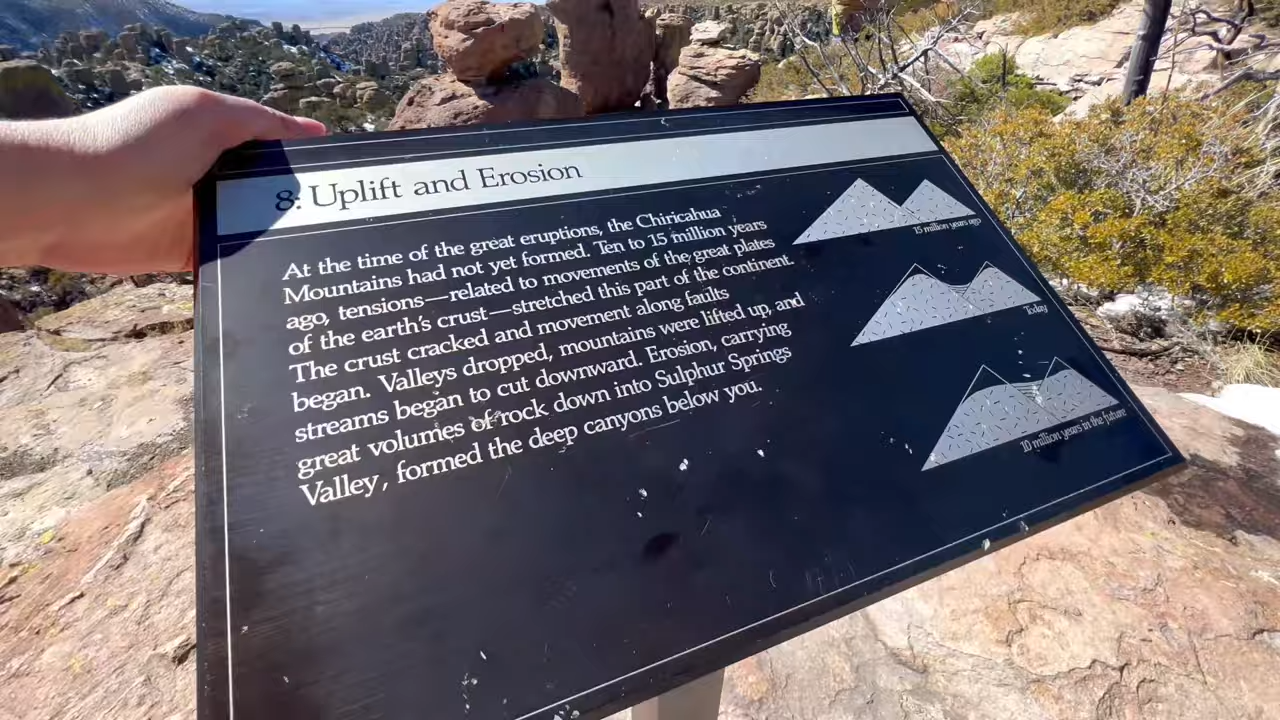 8: Uplift and Erosion
At the time of the great eruptions, the Chiricahua
Mountains had not yet formed. Ten to 15 million years
ago, tensions—related to movements of the great plates
of the earth's crust—stretched this part of the continent.
The crust cracked and movement along faults
began. Valleys dropped, mountains were lifted up, and
streams began to cut downward. Erosion, carrying
great volumes of rock down into Sulphur Springs
Valley, formed the deep canyons below you.
15 million years ago
Today
10 million years in the future